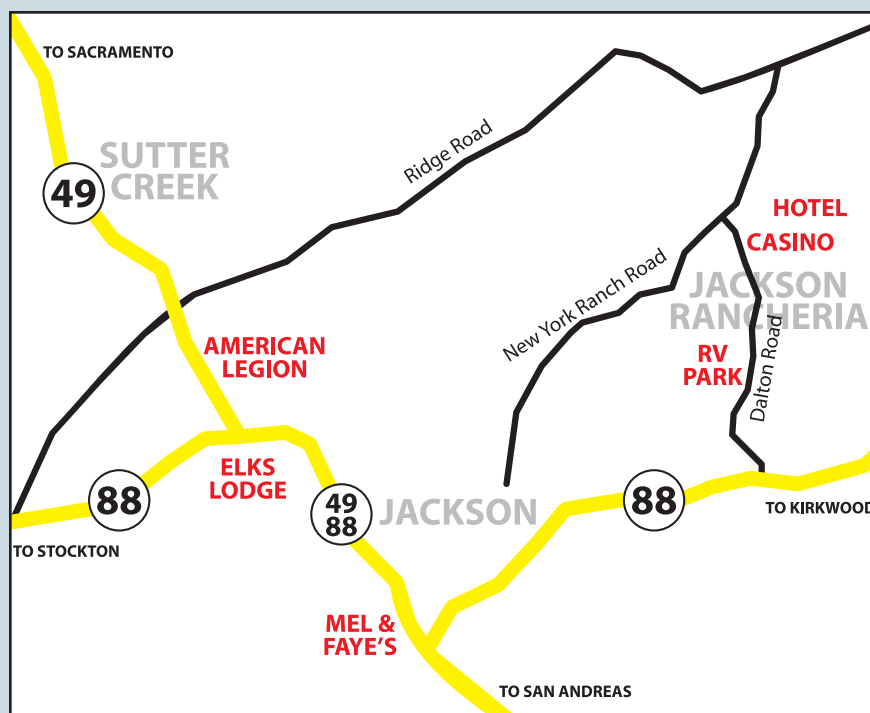 TO SACRAMENTO
SUTTER
CREEK
49
Ridge Road
HOTEL
CASINO
JACKSON
RANCHERIA
New York Ranch Road
RV
PARK
Dalton Road
AMERICAN
LEGION
ELKS
LODGE
88
TO STOCKTON
49
88
JACKSON
88
TO KIRKWOOD
MEL &
FAYE'S
TO SAN ANDREAS